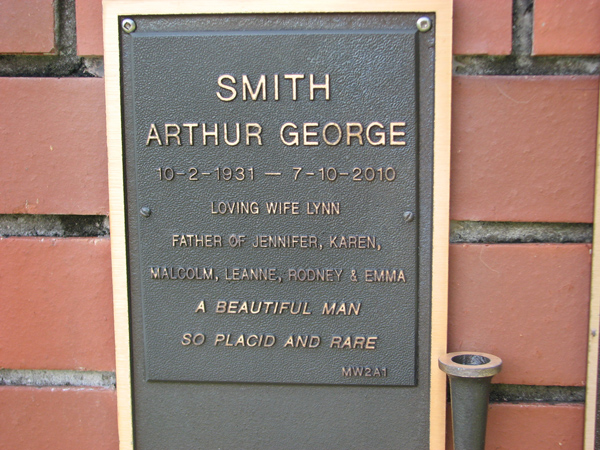 SMITH
ARTHUR GEORGE
10-2-1931 — 7-10-2010
LOVING WIFE LYNN
FATHER OF JENNIFER, KAREN,
MALCOLM, LEANNE, RODNEY & EMMA
A BEAUTIFUL MAN
SO PLACID AND RARE
MW2A1